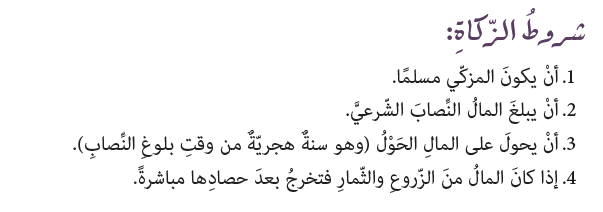 شروطُ الزّكاةِ:
1. أنْ يكونَ المزكّي مسلمًا.
2. أنْ يبلغَ المالُ النِّصابَ الشّرعيَّ.
3. أنْ يحولَ على المالِ الحَوْلُ (وهو سنةٌ هجريّةٌ من وقتِ بلوغِ النِّصابِ).
4. إذا كانَ المالُ منَ الزّروعِ والثّمارِ فتخرجُ بعدَ حصادِها مباشرةً.